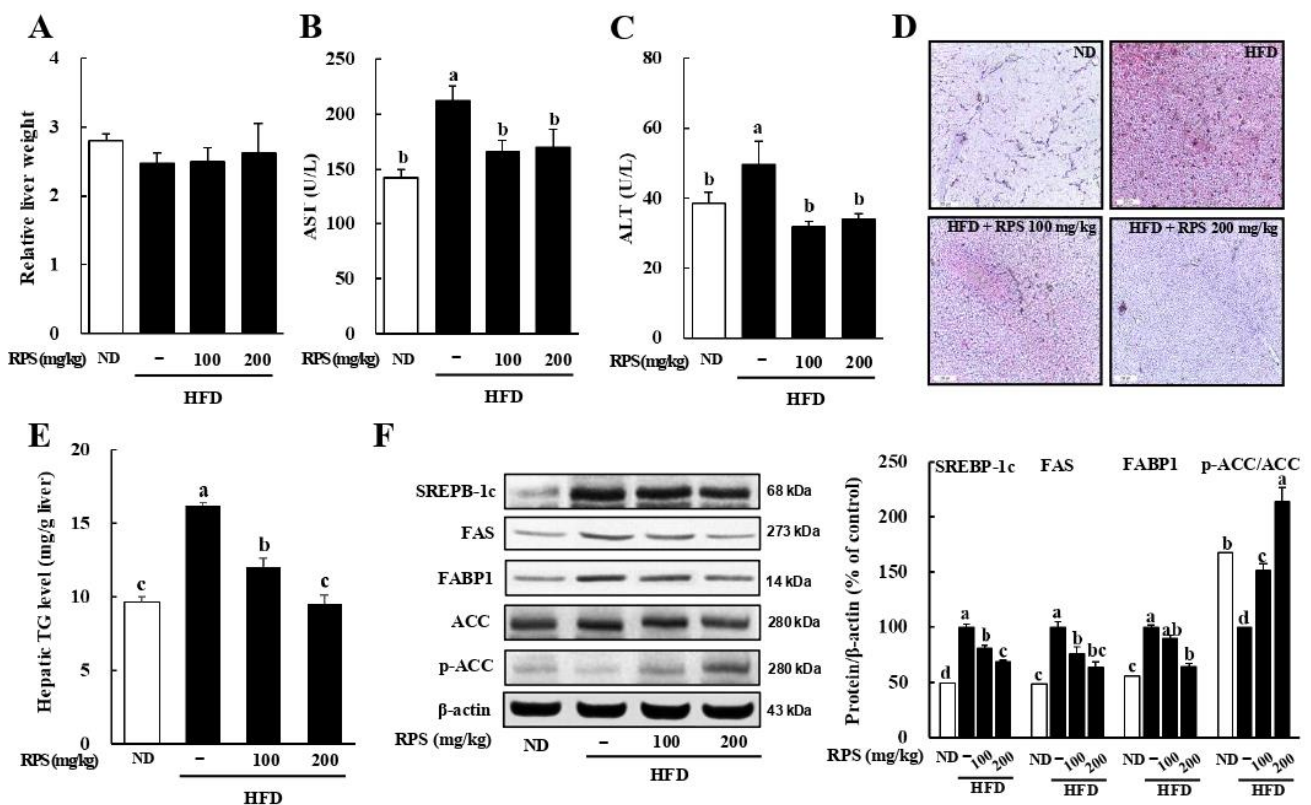 A
Relative liver weight
4
3
2
1
0
RPS(mg/kg) ND – 100 200
HFD
B
AST (U/L)
250
200
150
100
50
0
b a b b
ND – 100 200
RPS (mg/kg)
HFD
C
ALT (U/L)
80
60
40
20
0
b a b b
RPS(mg/kg) ND – 100 200
HFD
D
ND
HFD
HFD + RPS 100 mg/kg
HFD + RPS 200 mg/kg
E
Hepatic TG level (mg/g liver)
20
15
10
5
0
c a b c
RPS(mg/kg) ND – 100 200
HFD
F
SREPB-1c 68 kDa
FAS 273 kDa
FABP1 14 kDa
ACC 280 kDa
p-ACC 280 kDa
β-actin 43 kDa
RPS (mg/kg) ND – 100 200
HFD
Protein/β-actin (% of control)
250
200
150
100
50
0
SREBP-1c FAS FABP1 p-ACC/ACC
d a b c
c a b bc
c a ab b
b d c a
RPS (mg/kg) ND – 100 200 ND – 100 200 ND – 100 200 ND – 100 200
HFD HFD HFD HFD